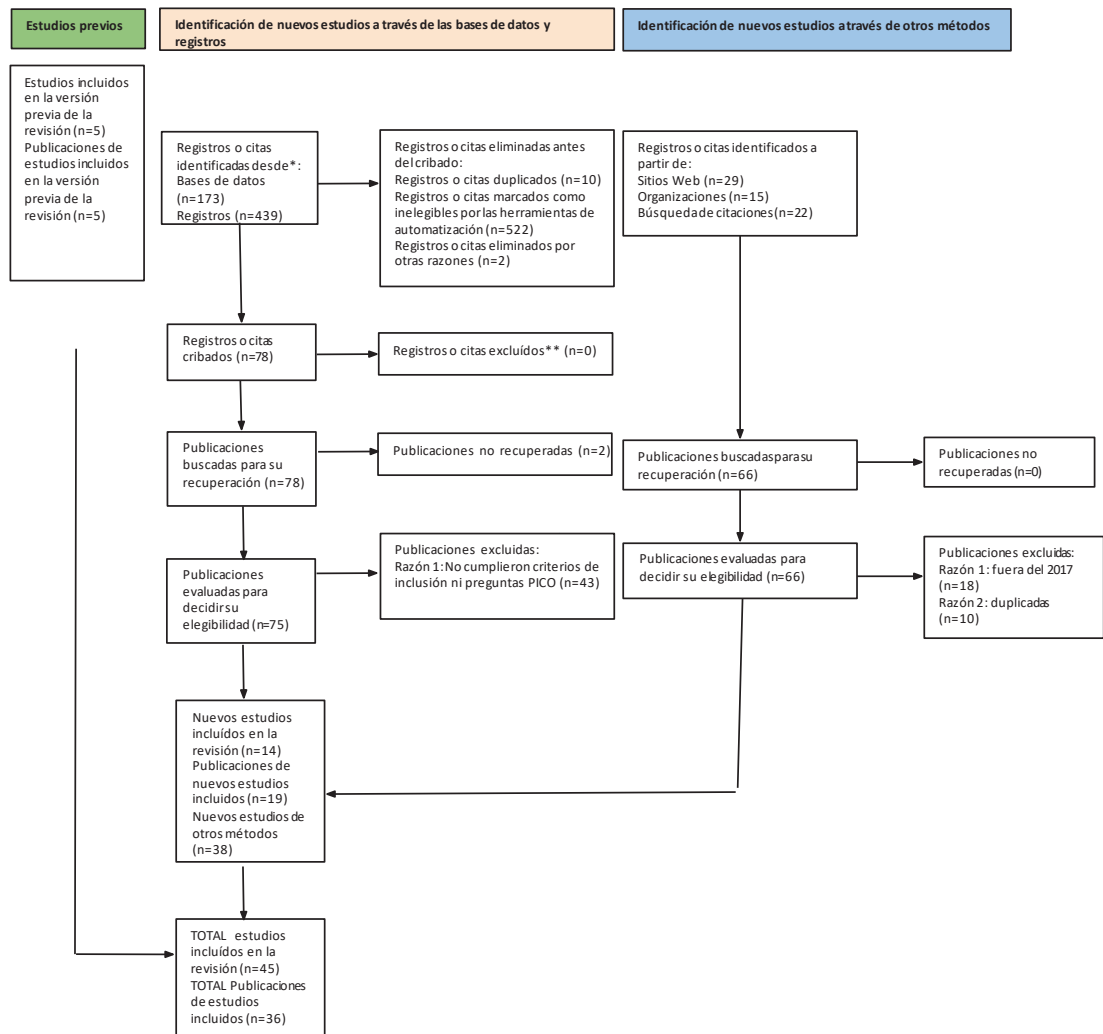 Estudios previos
Identificación de nuevos estudios a través de las bases de datos y
registros
Identificación de nuevos estudios a través de otros métodos
Estudios incluidos
en la versión
previa de la
revisión (n=5)
Publicaciones de
estudios incluidos
en la versión
previa de la
revisión (n=5)
Registros o citas
identificadas desde*:
Bases de datos
(n=173)
Registros (n=439)
Registros o citas eliminadas antes
del cribado:
Registros o citas duplicados (n=10)
Registros o citas marcados como
inelegibles por las herramientas de
automatización (n=522)
Registros o citas eliminados por
otras razones (n=2)
Registros o citas identificados a
partir de:
Sitios Web (n=29)
Organizaciones (n=15)
Búsqueda de citaciones (n=22)
Registros o citas
cribados (n=78)
Registros o citas excluídos** (n=0)
Publicaciones
buscadas para su
recuperación (n=78)
Publicaciones no recuperadas (n=2)
Publicaciones buscadas para su
recuperación (n=66)
Publicaciones no
recuperadas (n=0)
Publicaciones
evaluadas para
decidir su
elegibilidad (n=75)
Publicaciones excluidas:
Razón 1: No cumplieron criterios de
inclusión ni preguntas PICO (n=43)
Publicaciones evaluadas para
decidir su elegibilidad (n=66)
Publicaciones excluidas:
Razón 1: fuera del 2017
(n=18)
Razón 2: duplicadas
(n=10)
Nuevos estudios
incluídos en la
revisión (n=14)
Publicaciones de
nuevos estudios
incluidos (n=19)
Nuevos estudios de
otros métodos
(n=38)
TOTAL estudios
incluídos en la
revisión (n=45)
TOTAL Publicaciones
de estudios
incluidos (n=36)